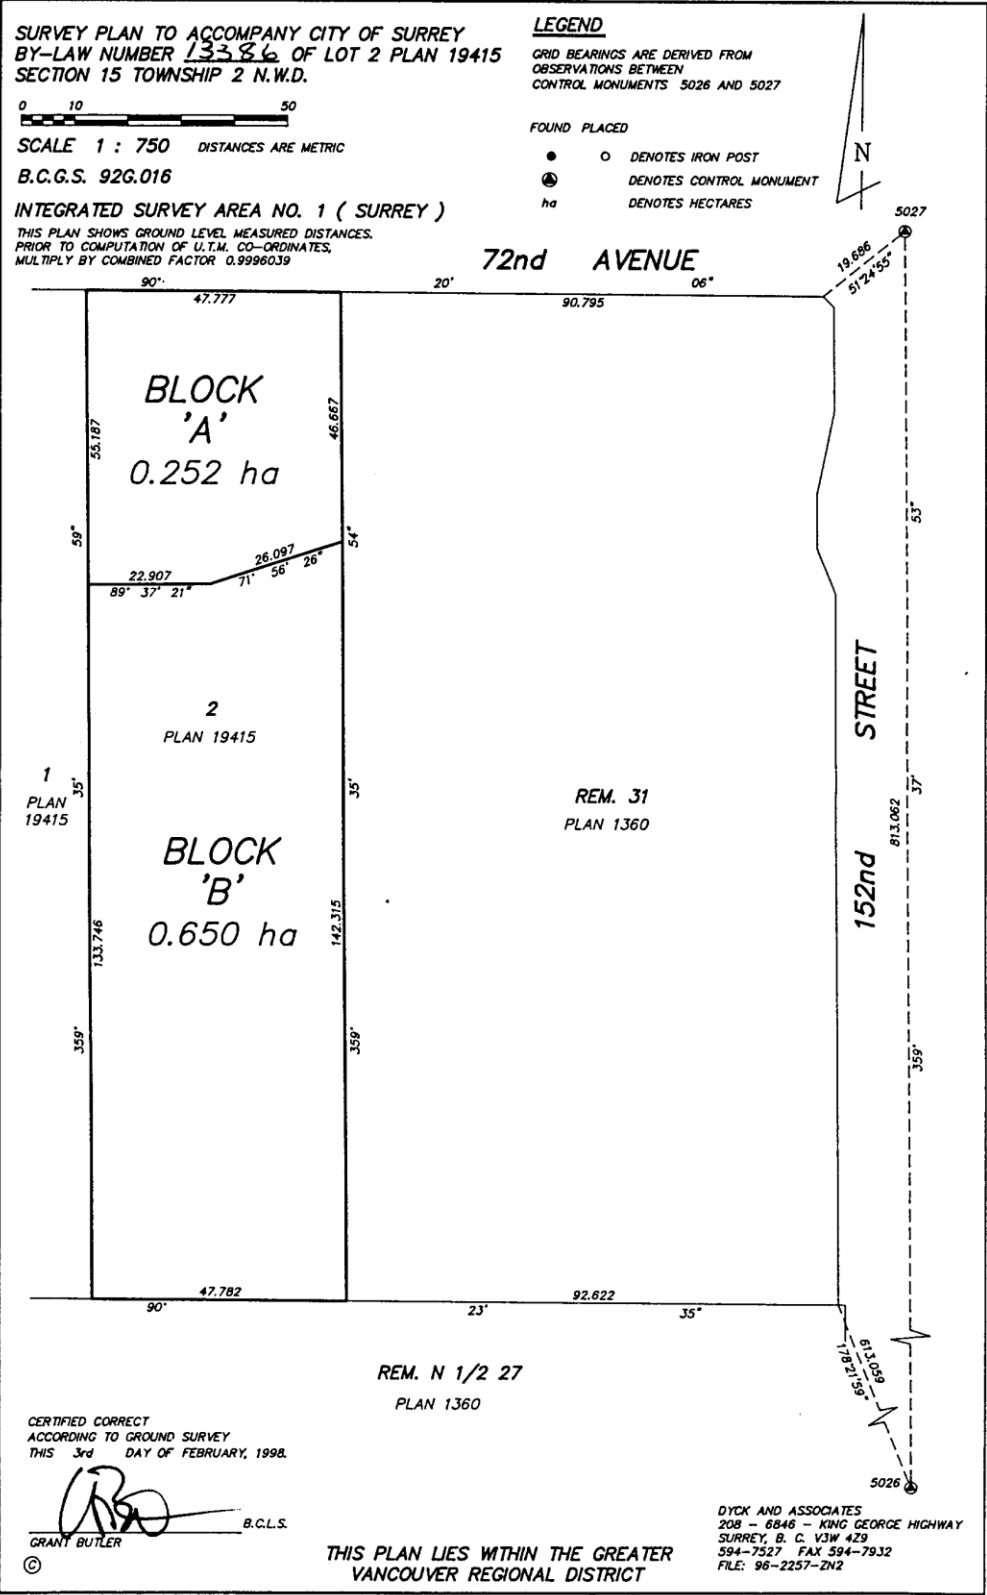 SURVEY PLAN TO ACCOMPANY CITY OF SURREY
BY-LAW NUMBER 13386 OF LOT 2 PLAN 19415
SECTION 15 TOWNSHIP 2 N.W.D.
0 10 50
SCALE 1 : 750 DISTANCES ARE METRIC
B.C.G.S. 92G.016
INTEGRATED SURVEY AREA NO. 1 ( SURREY )
THIS PLAN SHOWS GROUND LEVEL MEASURED DISTANCES.
PRIOR TO COMPUTATION OF U.T.M. CO-ORDINATES,
MULTIPLY BY COMBINED FACTOR 0.9996039
LEGEND
GRID BEARINGS ARE DERIVED FROM
OBSERVATIONS BETWEEN
CONTROL MONUMENTS 5026 AND 5027
FOUND PLACED
DENOTES IRON POST
DENOTES CONTROL MONUMENT
ha DENOTES HECTARES
N
5027
19.686
51°24'55"
72nd AVENUE
90° 20' 06"
47.777 90.795
BLOCK
'A'
0.252 ha
55.187
46.667
59"
54"
53"
22.907
89° 37' 21"
26.097
71° 56' 26"
2
PLAN 19415
1
PLAN
19415
35'
35'
37'
REM. 31
PLAN 1360
152nd STREET
813.062
BLOCK
'B'
0.650 ha
133.746
142.315
359°
359°
359°
47.782 92.622
90° 23' 35"
613.059
178°21'59"
5026
REM. N 1/2 27
PLAN 1360
CERTIFIED CORRECT
ACCORDING TO GROUND SURVEY
THIS 3rd DAY OF FEBRUARY, 1998.
B.C.L.S.
GRANT BUTLER
©
THIS PLAN LIES WITHIN THE GREATER
VANCOUVER REGIONAL DISTRICT
DYCK AND ASSOCIATES
208 - 6846 - KING GEORGE HIGHWAY
SURREY, B. C. V3W 4Z9
594-7527 FAX 594-7932
FILE: 96-2257-ZN2